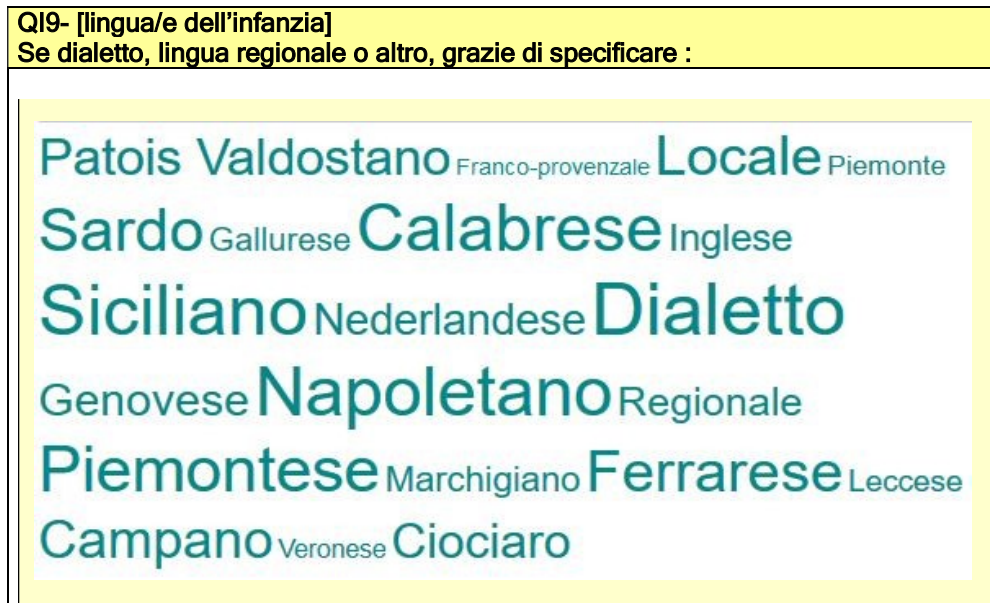 QI9- [lingua/e dell'infanzia]
Se dialetto, lingua regionale o altro, grazie di specificare :
Patois Valdostano Franco-provenzale Locale Piemonte
Sardo Gallurese Calabrese Inglese
Siciliano Nederlandese Dialetto
Genovese Napoletano Regionale
Piemontese Marchigiano Ferrarese Leccese
Campano Veronese Ciociaro